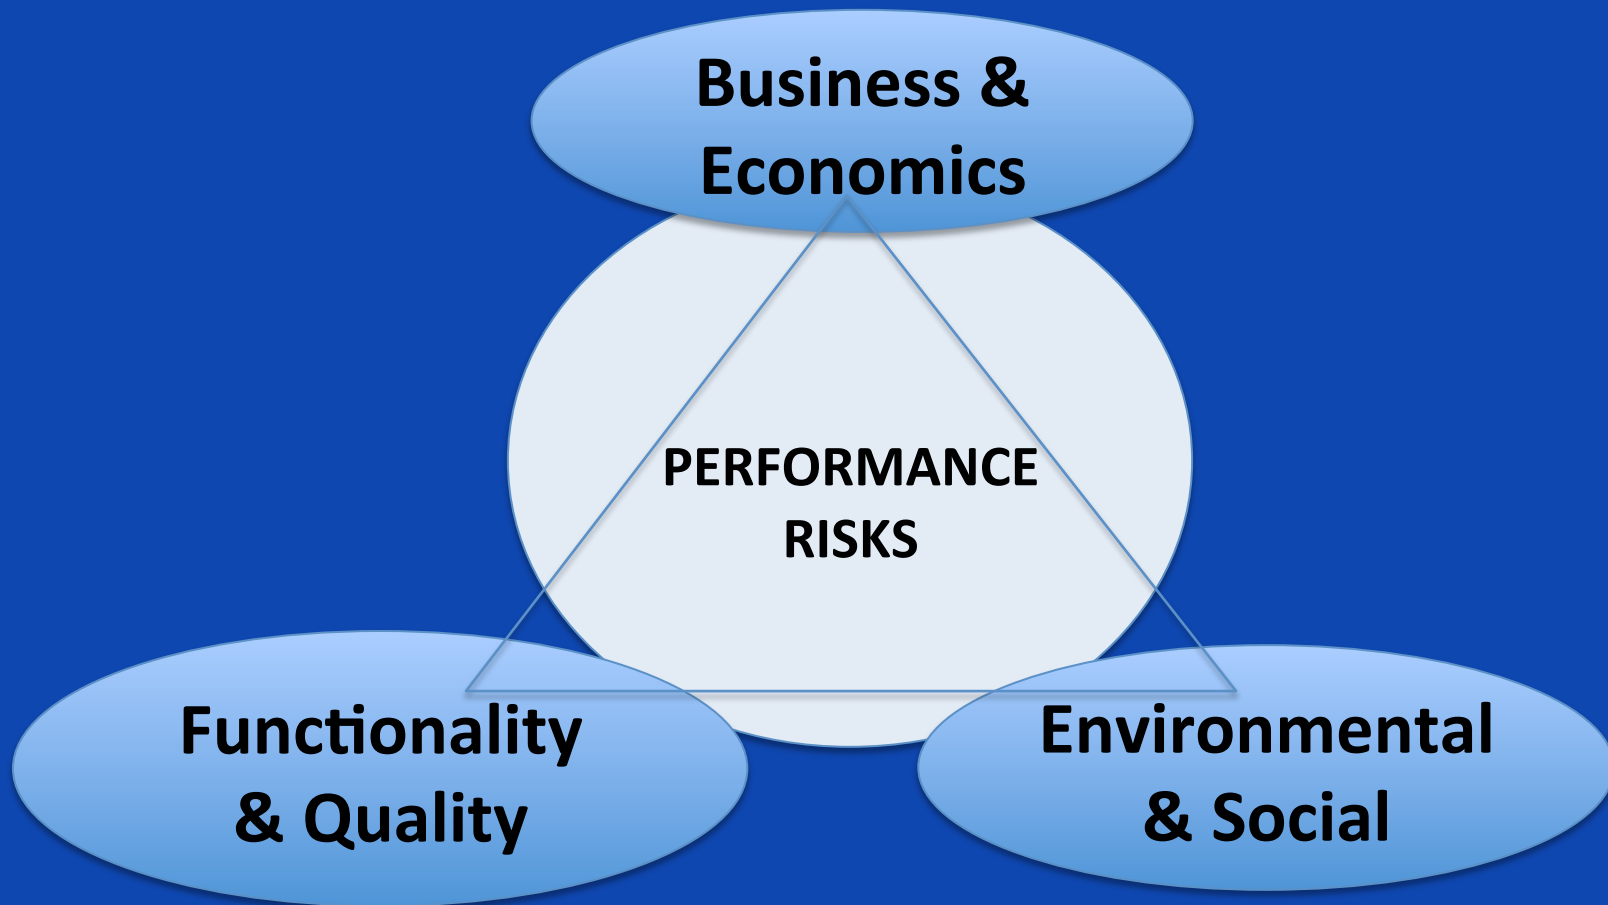 Business &
Economics
PERFORMANCE
RISKS
Functionality
& Quality
Environmental
& Social